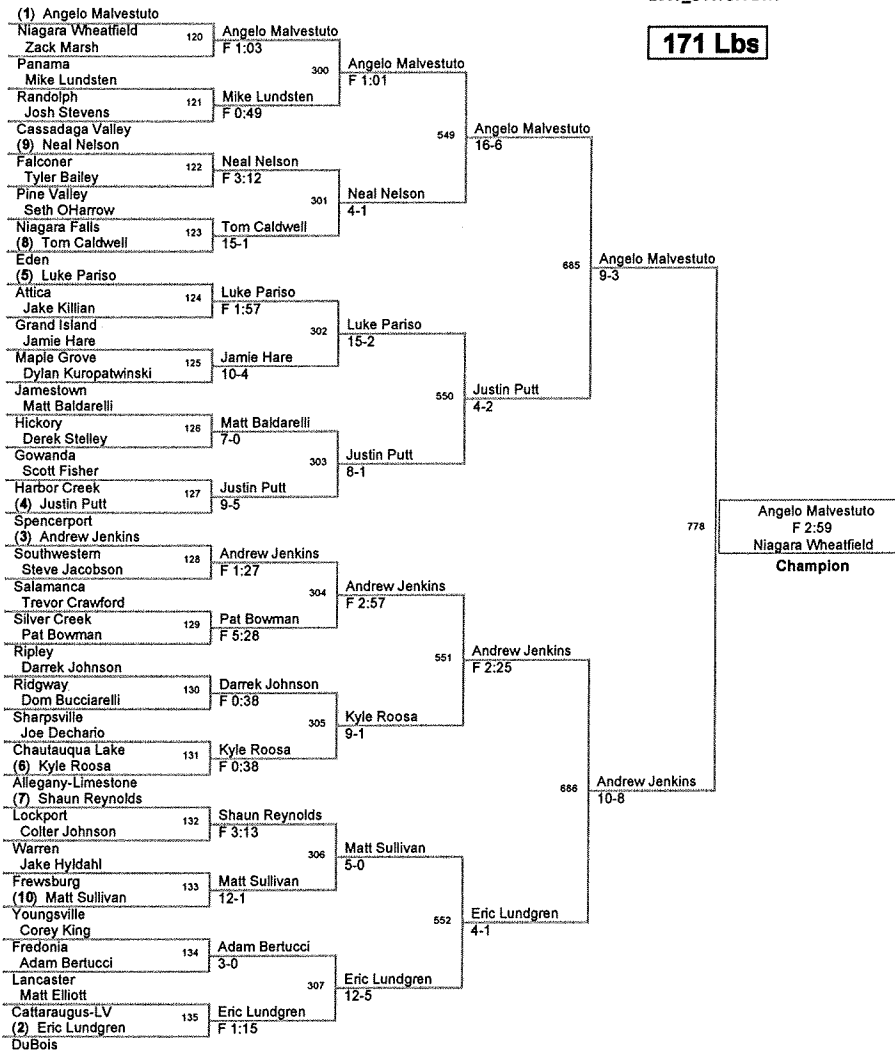 171 Lbs
(1) Angelo Malvestuto
Niagara Wheatfield
120
Zack Marsh
Panama
Mike Lundsten
Randolph
121
Josh Stevens
Cassadaga Valley
(9) Neal Nelson
Falconer
122
Tyler Bailey
Pine Valley
Seth OHarrow
Niagara Falls
123
(8) Tom Caldwell
Eden
(5) Luke Pariso
Attica
124
Jake Killian
Grand Island
Jamie Hare
Maple Grove
125
Dylan Kuropatwinski
Jamestown
Matt Baldarelli
Hickory
126
Derek Stelley
Gowanda
Scott Fisher
Harbor Creek
127
(4) Justin Putt
Spencerport
(3) Andrew Jenkins
Southwestern
128
Steve Jacobson
Salamanca
Trevor Crawford
Silver Creek
129
Pat Bowman
Ripley
Darrek Johnson
Ridgway
130
Dom Bucciarelli
Sharpsville
Joe Dechario
Chautauqua Lake
131
(6) Kyle Roosa
Allegany-Limestone
(7) Shaun Reynolds
Lockport
132
Colter Johnson
Warren
Jake Hyldahl
Frewsburg
133
(10) Matt Sullivan
Youngsville
Corey King
Fredonia
134
Adam Bertucci
Lancaster
Matt Elliott
Cattaraugus-LV
135
(2) Eric Lundgren
DuBois
Angelo Malvestuto
F 1:03
300
Mike Lundsten
F 0:49
Neal Nelson
F 3:12
301
Tom Caldwell
15-1
Luke Pariso
F 1:57
302
Jamie Hare
10-4
Matt Baldarelli
7-0
303
Justin Putt
9-5
Andrew Jenkins
F 1:27
304
Pat Bowman
F 5:28
Darrek Johnson
F 0:38
305
Kyle Roosa
F 0:38
Shaun Reynolds
F 3:13
306
Matt Sullivan
12-1
Adam Bertucci
3-0
307
Eric Lundgren
F 1:15
Angelo Malvestuto
F 1:01
549
Neal Nelson
4-1
Luke Pariso
15-2
550
Justin Putt
8-1
Andrew Jenkins
F 2:57
551
Kyle Roosa
9-1
Matt Sullivan
5-0
552
Eric Lundgren
12-5
Angelo Malvestuto
16-6
685
Justin Putt
4-2
Andrew Jenkins
F 2:25
686
Eric Lundgren
4-1
Angelo Malvestuto
9-3
778
Andrew Jenkins
10-8
Angelo Malvestuto
F 2:59
Niagara Wheatfield
Champion